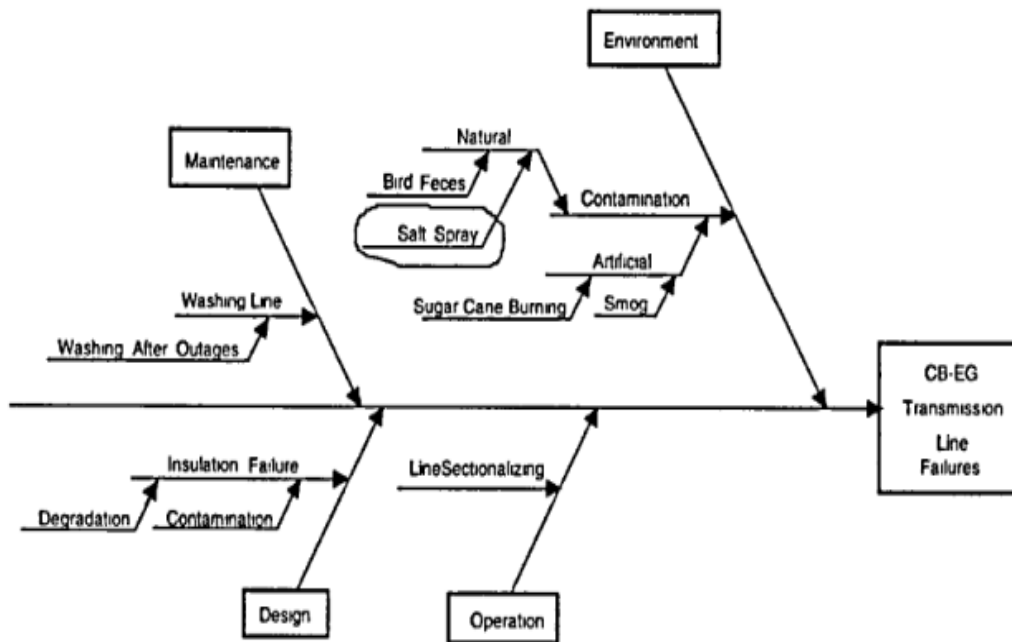 Environment
Natural
Maintenance
Bird Feces
Contamination
Salt Spray
Artificial
Sugar Cane Burning
Smog
Washing Line
Washing After Outages
CB-EG
Transmission
Line
Failures
Insulation Failure
LineSectionalizing
Degradation
Contamination
Design
Operation